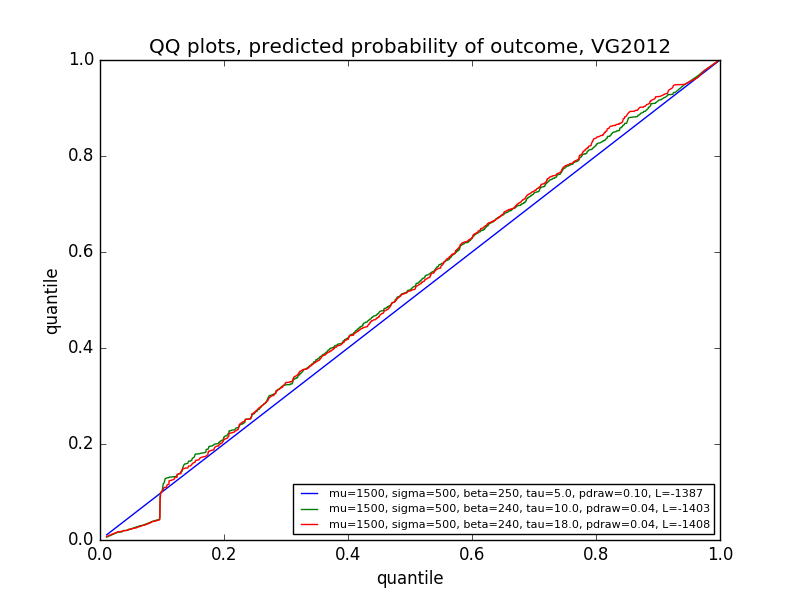 QQ plots, predicted probability of outcome, VG2012
1.0
0.8
0.6
quantile
0.4
0.2
0.0
mu=1500, sigma=500, beta=250, tau=5.0, pdraw=0.10, L=-1387
mu=1500, sigma=500, beta=240, tau=10.0, pdraw=0.04, L=-1403
mu=1500, sigma=500, beta=240, tau=18.0, pdraw=0.04, L=-1408
0.0 0.2 0.4 0.6 0.8 1.0
quantile